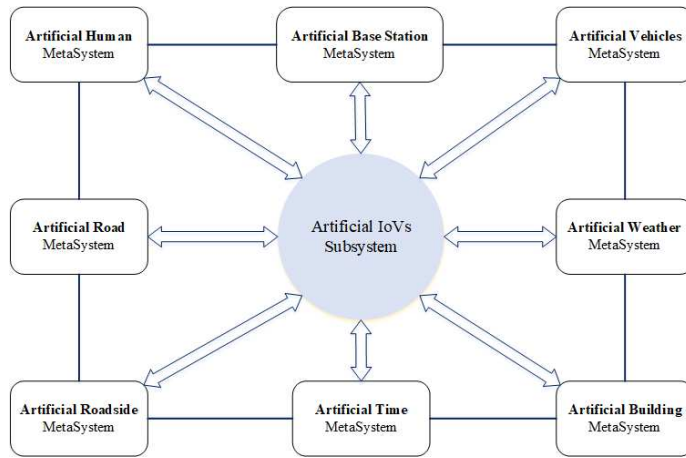 Artificial Human
MetaSystem
Artificial Base Station
MetaSystem
Artificial Vehicles
MetaSystem
Artificial Road
MetaSystem
Artificial IoVs
Subsystem
Artificial Weather
MetaSystem
Artificial Roadside
MetaSystem
Artificial Time
MetaSystem
Artificial Building
MetaSystem